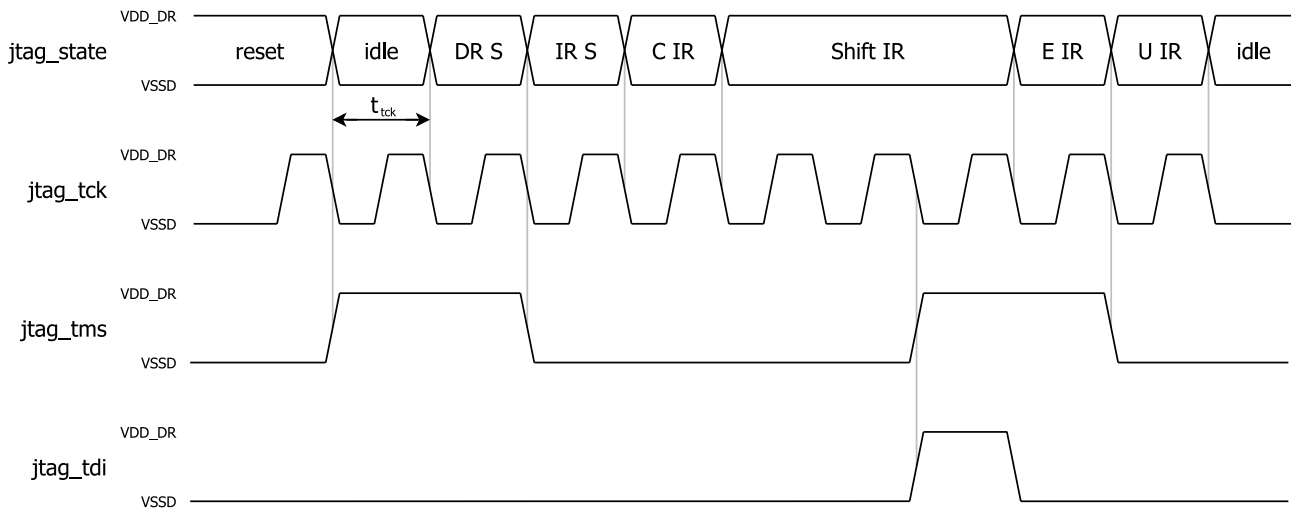 VDD_DR
jtag_state reset idle DR S IR S C IR Shift IR E IR U IR idle
VSSD
t tck
VDD_DR
jtag_tck
VSSD
VDD_DR
jtag_tms
VSSD
VDD_DR
jtag_tdi
VSSD